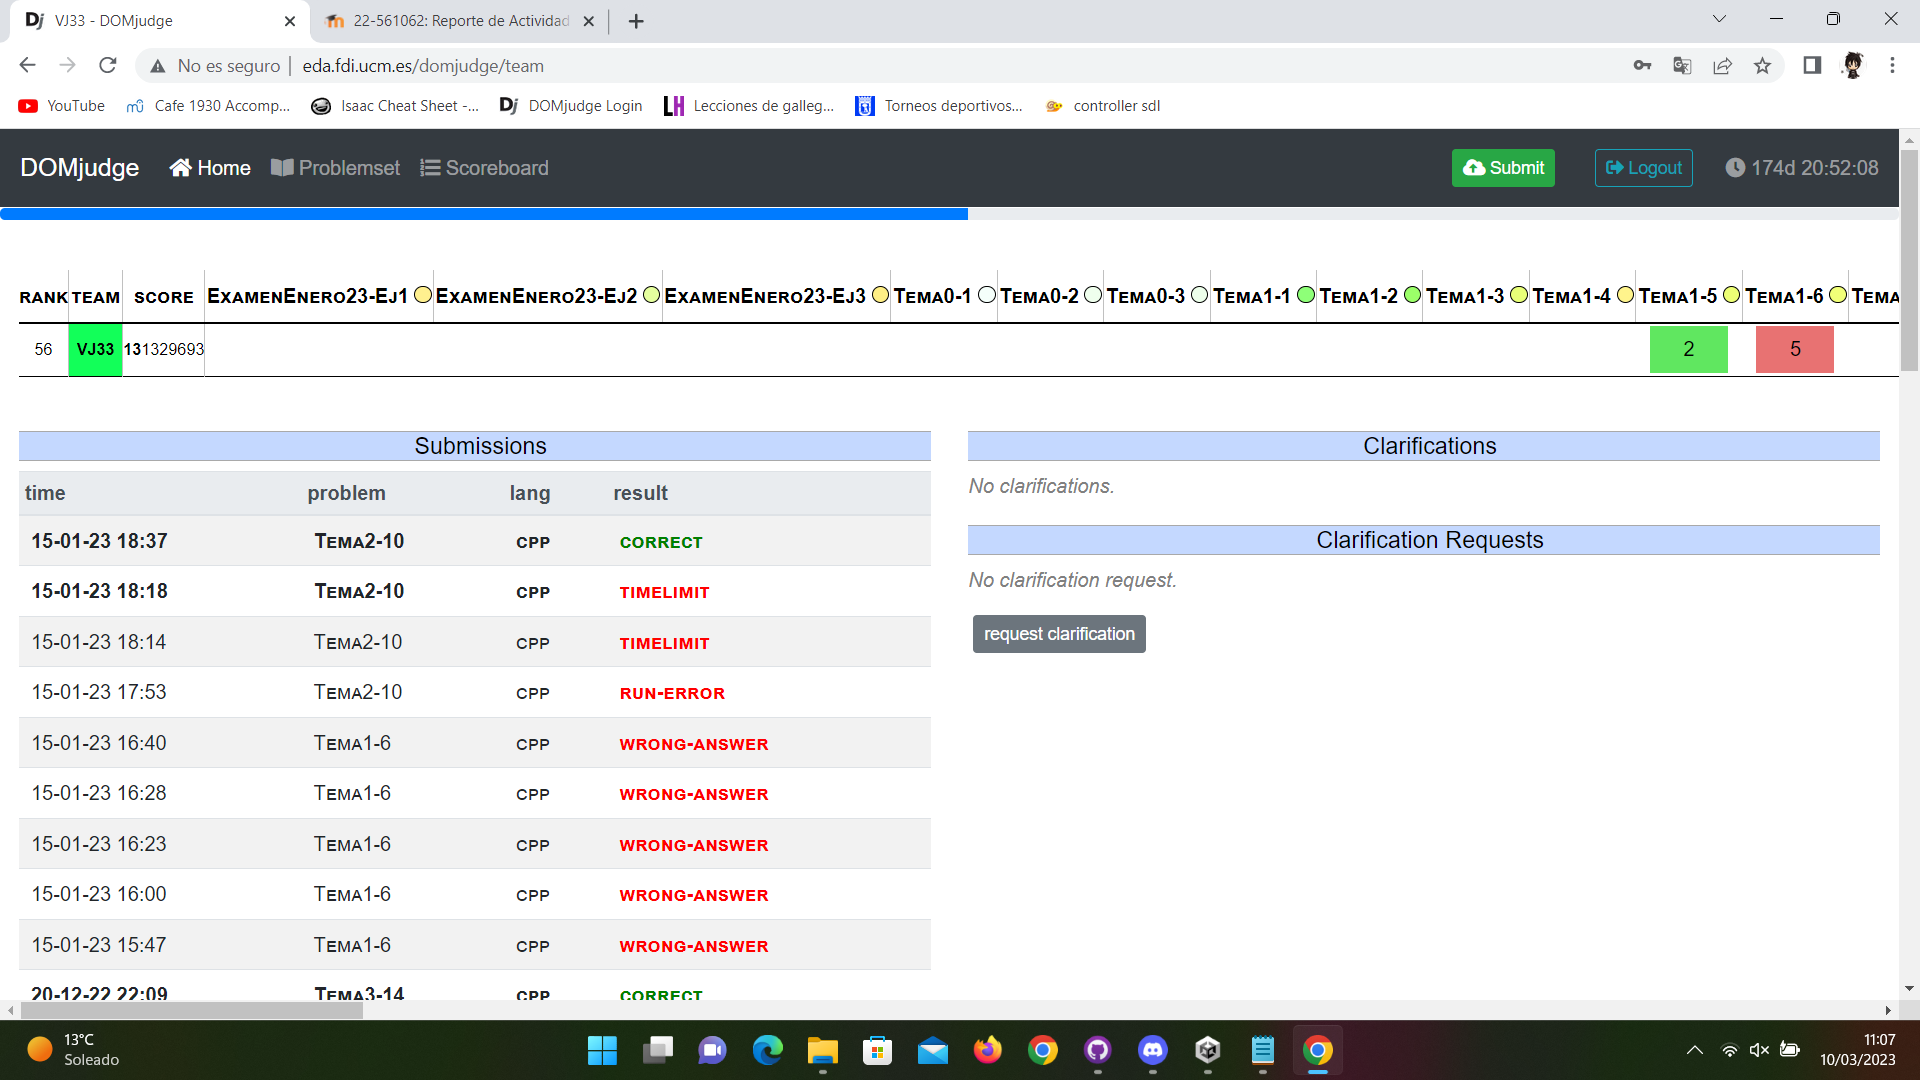 VJ33 - DOMjudge
22-561062: Reporte de Actividad
No es seguro
eda.fdi.ucm.es/domjudge/team
YouTube
Cafe 1930 Accomp...
Isaac Cheat Sheet -...
DOMjudge Login
Lecciones de galleg...
Torneos deportivos...
controller sdl
DOMjudge Home Problemset Scoreboard Submit Logout 174d 20:52:08
RANK TEAM SCORE EXAMENENERO23-EJ1 EXAMENENERO23-EJ2 EXAMENENERO23-EJ3 TEMA0-1 TEMA0-2 TEMA0-3 TEMA1-1 TEMA1-2 TEMA1-3 TEMA1-4 TEMA1-5 TEMA1-6 TEMA
56 VJ33 131329693 2 5
Submissions
time problem lang result
15-01-23 18:37 TEMA2-10 CPP CORRECT
15-01-23 18:18 TEMA2-10 CPP TIMELIMIT
15-01-23 18:14 TEMA2-10 CPP TIMELIMIT
15-01-23 17:53 TEMA2-10 CPP RUN-ERROR
15-01-23 16:40 TEMA1-6 CPP WRONG-ANSWER
15-01-23 16:28 TEMA1-6 CPP WRONG-ANSWER
15-01-23 16:23 TEMA1-6 CPP WRONG-ANSWER
15-01-23 16:00 TEMA1-6 CPP WRONG-ANSWER
15-01-23 15:47 TEMA1-6 CPP WRONG-ANSWER
20-12-22 22:09 TEMA3-14 CPP CORRECT
Clarifications
No clarifications.
Clarification Requests
No clarification request.
request clarification
13°C
Soleado
11:07
10/03/2023